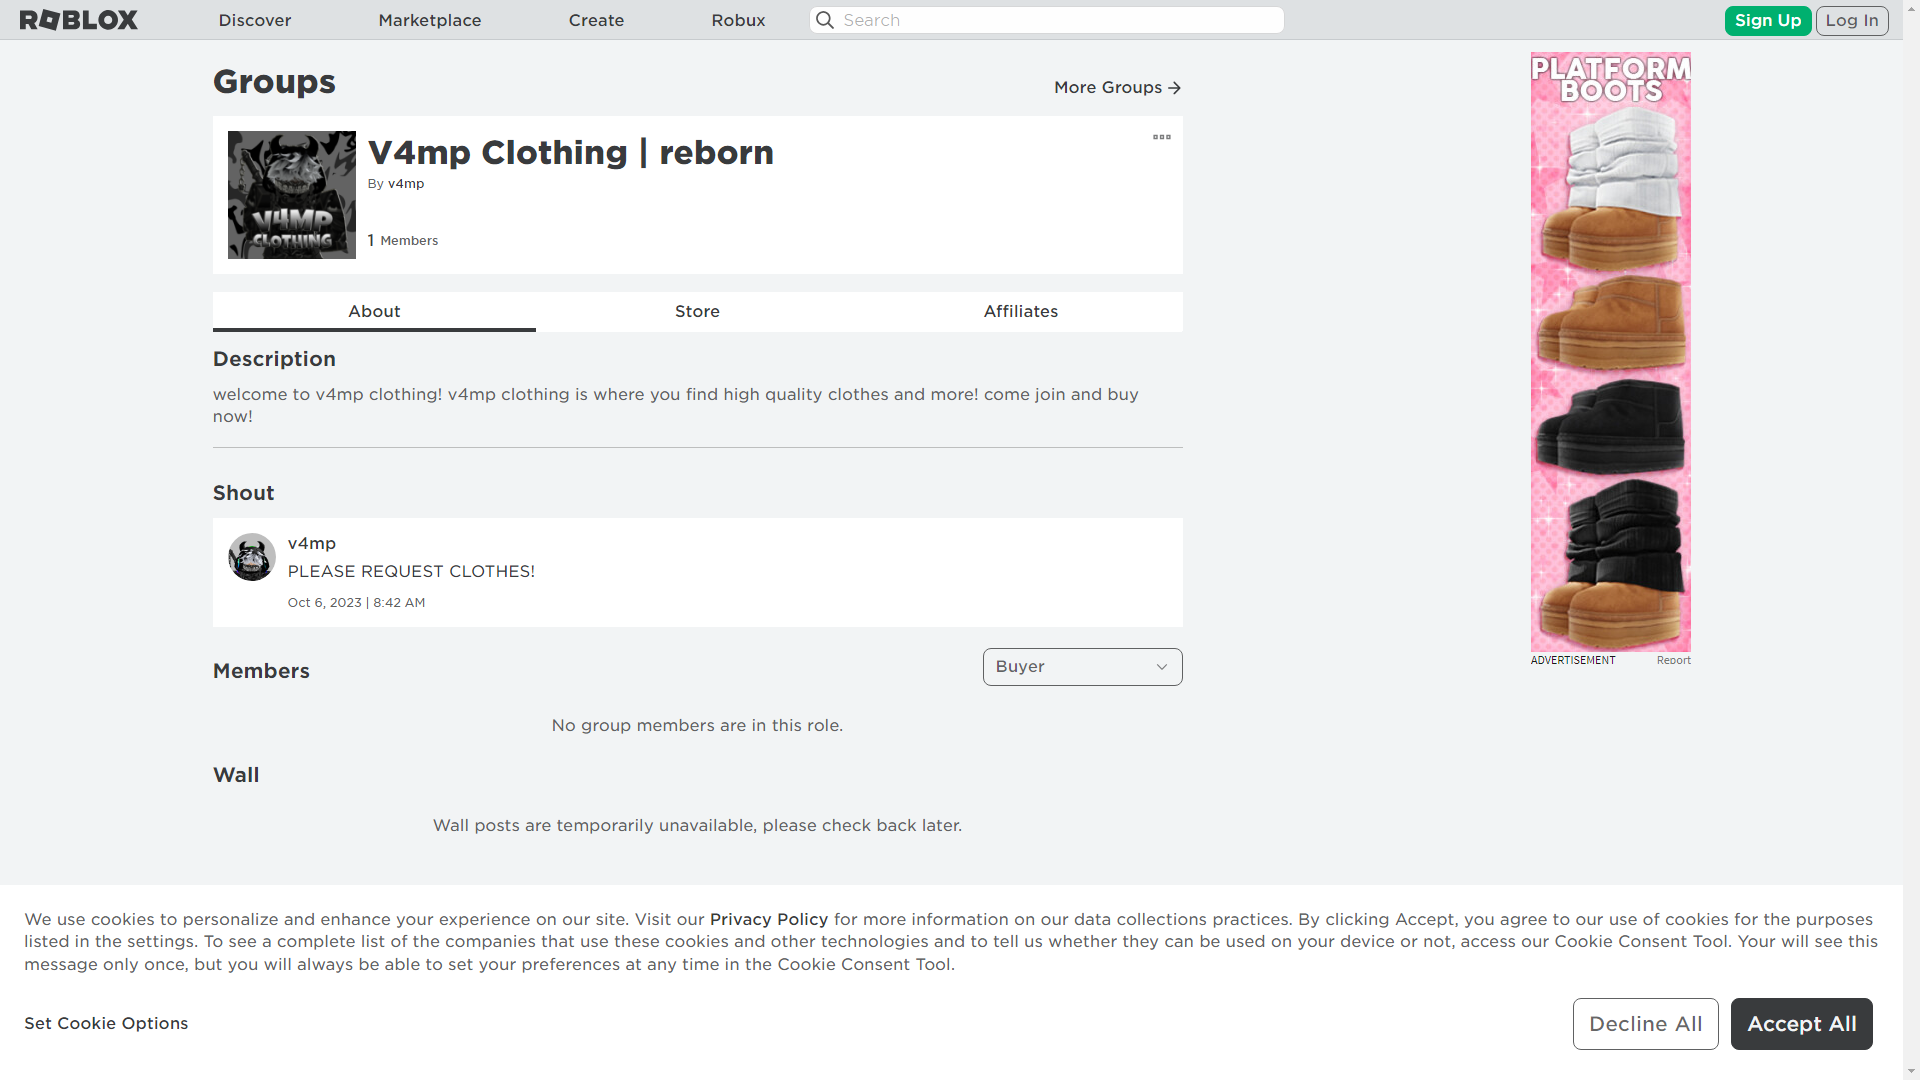 ROBLOX
Discover
Marketplace
Create
Robux
Search
Sign Up
Log In
Groups
More Groups
V4MP
CLOTHING
V4mp Clothing | reborn
By v4mp
1 Members
About
Store
Affiliates
Description
welcome to v4mp clothing! v4mp clothing is where you find high quality clothes and more! come join and buy
now!
Shout
v4mp
PLEASE REQUEST CLOTHES!
Oct 6, 2023 | 8:42 AM
Members
Buyer
No group members are in this role.
Wall
Wall posts are temporarily unavailable, please check back later.
PLATFORM
BOOTS
ADVERTISEMENT
Report
We use cookies to personalize and enhance your experience on our site. Visit our Privacy Policy for more information on our data collections practices. By clicking Accept, you agree to our use of cookies for the purposes
listed in the settings. To see a complete list of the companies that use these cookies and other technologies and to tell us whether they can be used on your device or not, access our Cookie Consent Tool. Your will see this
message only once, but you will always be able to set your preferences at any time in the Cookie Consent Tool.
Set Cookie Options
Decline All
Accept All